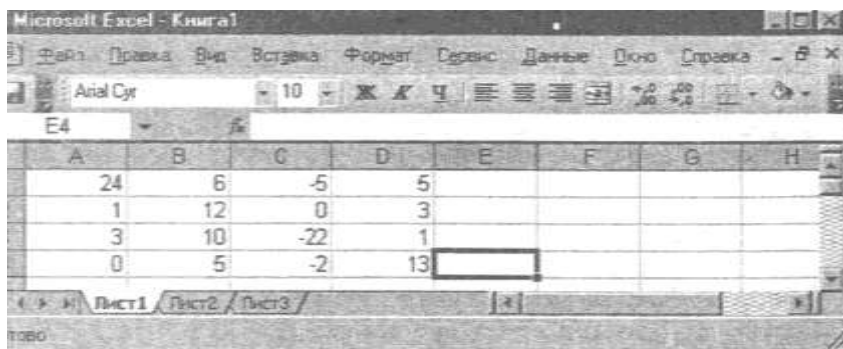 Microsoft Excel - Книга1
Файл Правка Вид Вставка Формат Сервис Данные Окно Справка
Arial Cyr 10 Ж К Ч
E4 fx
A B C D E F G H
24 6 -5 5
1 12 0 3
3 10 -22 1
0 5 -2 13
Лист1 Лист2 Лист3
тово